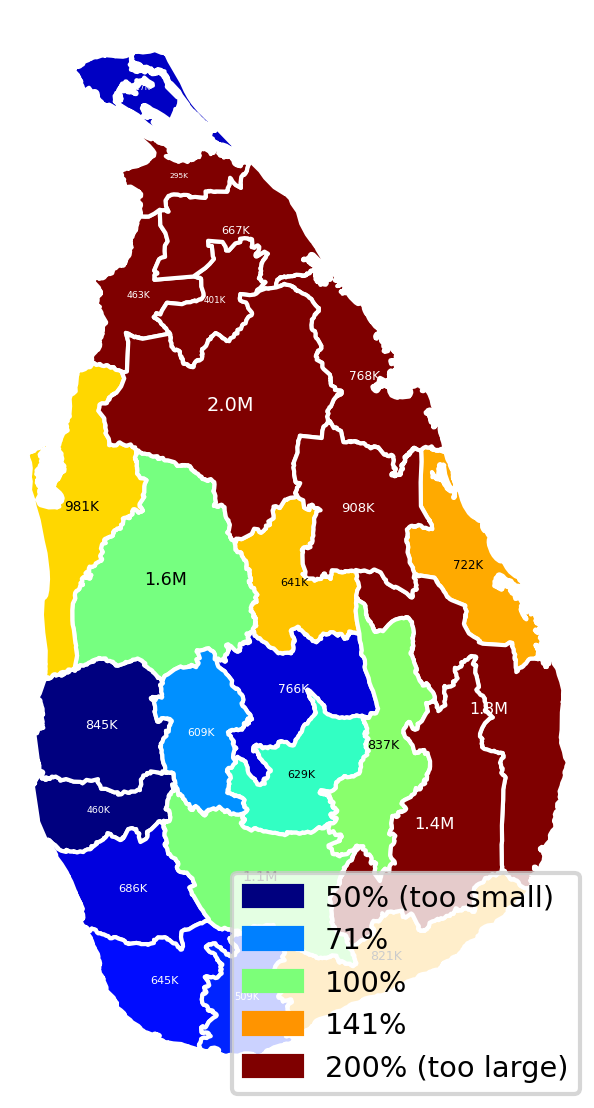 295K
667K
463K
401K
768K
2.0M
981K
908K
722K
1.6M
641K
766K
1.3M
845K
609K
837K
629K
460K
1.4M
1.1M
686K
50% (too small)
71%
821K
645K
100%
509K
141%
200% (too large)